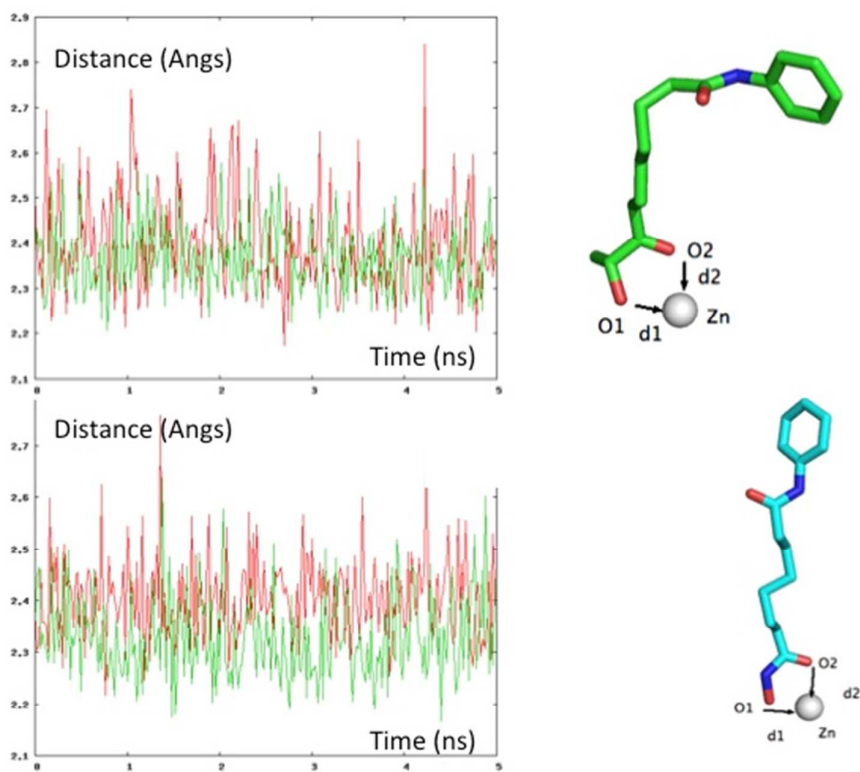 2.9
2.8
Distance (Angs)
2.7
2.6
2.5
2.4
2.3
2.2
Time (ns)
2.1
0 1 2 3 4 5
O2
d2
Zn
O1
d1
Distance (Angs)
2.7
2.6
2.5
2.4
2.3
2.2
Time (ns)
2.1
0 1 2 3 4 5
O2
d2
O1
Zn
d1